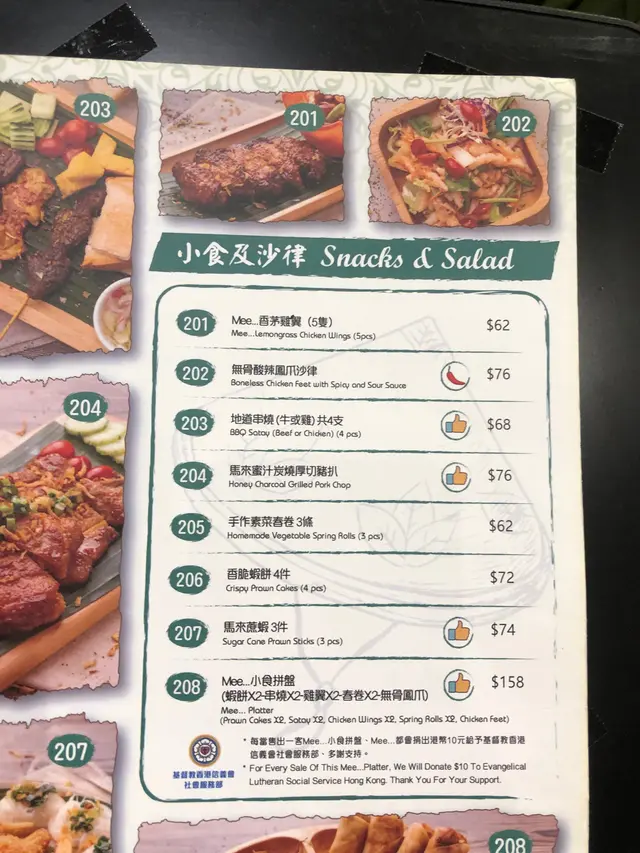 203
201
202
小食及沙律 Snacks & Salad
201 Mee...香茅雞翼 (5隻) $62
Mee...Lemongrass Chicken Wings (5pcs)
202 無骨酸辣鳳爪沙律 $76
Boneless Chicken Feet with Spicy and Sour Sauce
203 地道串燒 (牛或雞) 共4支 $68
BBQ Satay (Beef or Chicken) (4 pcs)
204
204 馬來蜜汁炭燒厚切豬扒 $76
Honey Charcoal Grilled Pork Chop
205 手作素菜春卷 3條 $62
Homemade Vegetable Spring Rolls (3 pcs)
206 香脆蝦餅 4件 $72
Crispy Prawn Cakes (4 pcs)
207 馬來蔗蝦 3件 $74
Sugar Cane Prawn Sticks (3 pcs)
208 Mee...小食拼盤 $158
(蝦餅X2-串燒X2-雞翼X2-春卷X2-無骨鳳爪)
Mee... Platter
(Prawn Cakes X2, Satay X2, Chicken Wings X2, Spring Rolls X2, Chicken Feet)
207
基督教香港信義會
社會服務部
* 每當售出一客Mee...小食拼盤、Mee...都會捐出港幣10元給予基督教香港
信義會社會服務部、多謝支持。
* For Every Sale Of This Mee...Platter, We Will Donate $10 To Evangelical
Lutheran Social Service Hong Kong. Thank You For Your Support.
208